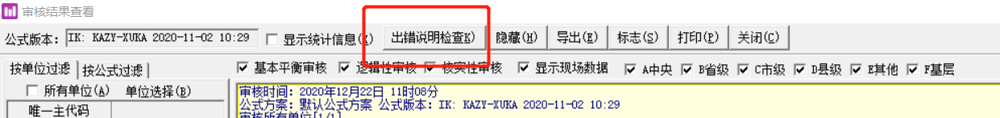 审核结果查看
公式版本: IK: KAZY-XUKA 2020-11-02 10:29 显示统计信息(X) 出错说明检查K) 隐藏(H) 导出(E) 标志(S) 打印(P) 关闭(C)
按单位过滤 按公式过滤 基本平衡审核 逻辑性审核 核实性审核 显示现场数据 A中央 B省级 C市级 D县级 E其他 F基层
所有单位(A) 单位选择(B)
唯一主代码
审核时间: 2020年12月22日 11时08分
公式方案: 默认公式方案 公式版本: IK: KAZY-XUKA 2020-11-02 10:29
审核所有单位[1/1]